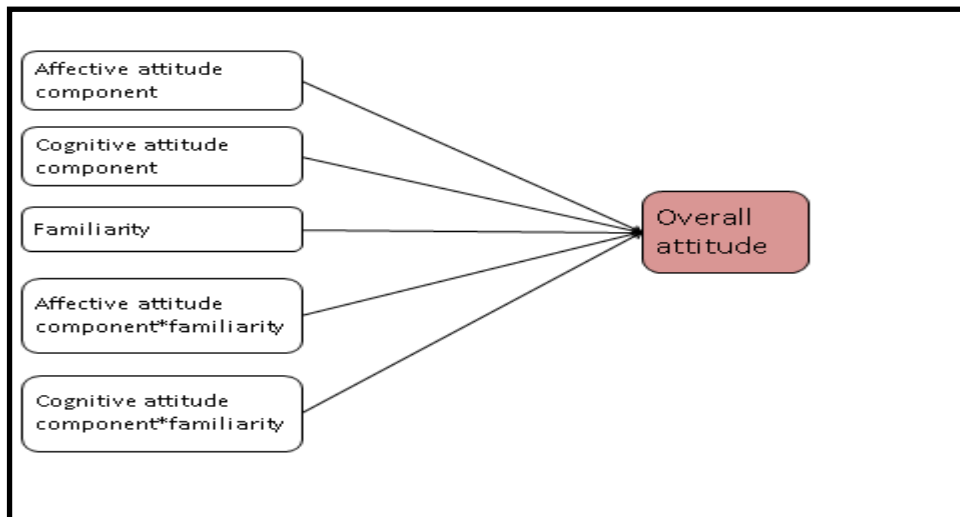 Affective attitude
component
Cognitive attitude
component
Familiarity
Affective attitude
component*familiarity
Cognitive attitude
component*familiarity
Overall
attitude